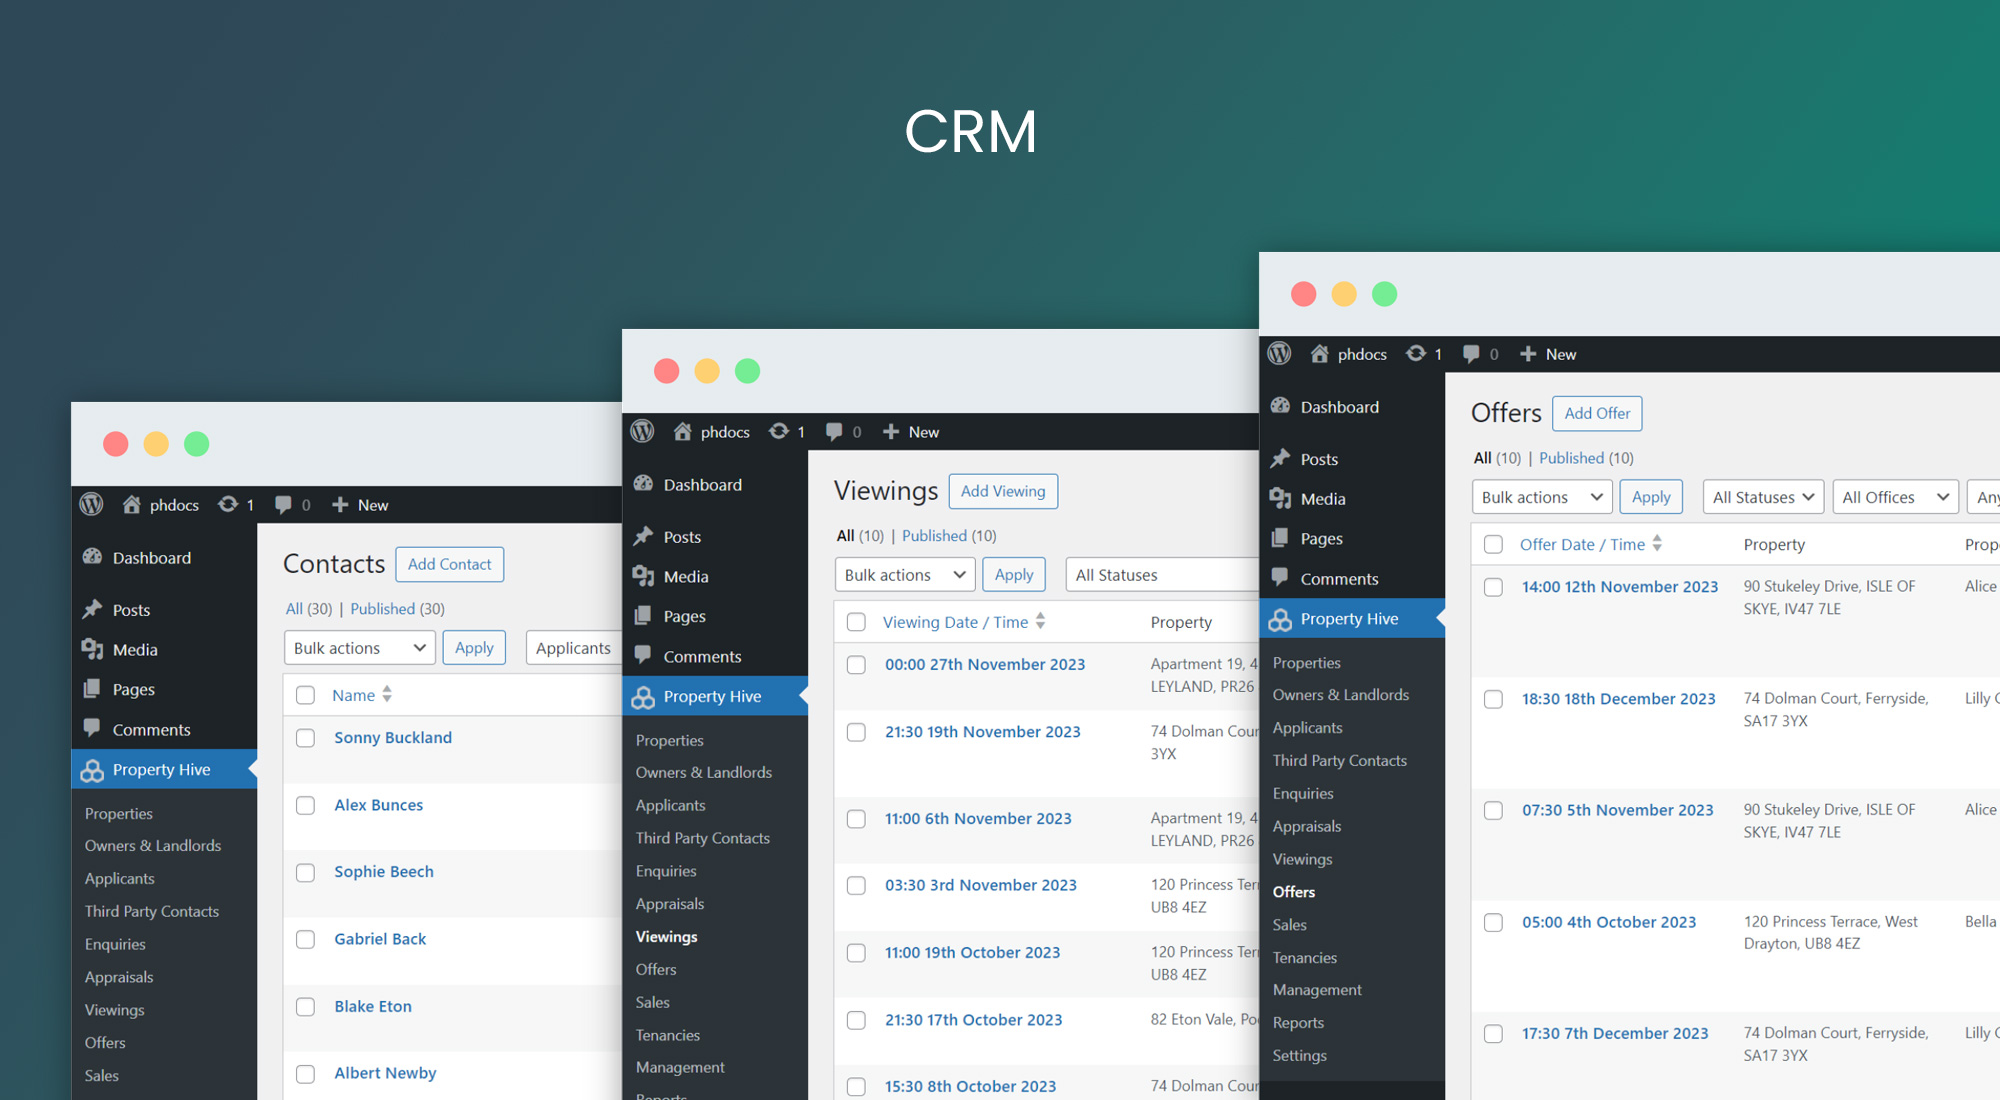 CRM
phdocs 1 0 New
Dashboard
Posts
Media
Pages
Comments
Property Hive
Properties
Owners & Landlords
Applicants
Third Party Contacts
Enquiries
Appraisals
Viewings
Offers
Sales
Contacts Add Contact
All (30) | Published (30)
Bulk actions Apply Applicants
Name
Sonny Buckland
Alex Bunces
Sophie Beech
Gabriel Back
Blake Eton
Albert Newby
phdocs 1 0 New
Dashboard
Posts
Media
Pages
Comments
Property Hive
Properties
Owners & Landlords
Applicants
Third Party Contacts
Enquiries
Appraisals
Viewings
Offers
Sales
Tenancies
Management
Viewings Add Viewing
All (10) | Published (10)
Bulk actions Apply All Statuses
Viewing Date / Time Property
00:00 27th November 2023 Apartment 19, 4
LEYLAND, PR26
21:30 19th November 2023 74 Dolman
3YX
11:00 6th November 2023 Apartment 19, 4
LEYLAND, PR26
03:30 3rd November 2023 120 Princess
UB8 4EZ
11:00 19th October 2023 120 Princess
UB8 4EZ
21:30 17th October 2023 82 Eton Vale,
15:30 8th October 2023 74 Dolman
phdocs 1 0 New
Dashboard
Posts
Media
Pages
Comments
Property Hive
Properties
Owners & Landlords
Applicants
Third Party Contacts
Enquiries
Appraisals
Viewings
Offers
Sales
Tenancies
Management
Reports
Settings
Offers Add Offer
All (10) | Published (10)
Bulk actions Apply All Statuses All Offices
Offer Date / Time Property
14:00 12th November 2023 90 Stukeley Drive, ISLE OF Alice
SKYE, IV47 7LE
18:30 18th December 2023 74 Dolman Court, Ferryside, Lilly
SA17 3YX
07:30 5th November 2023 90 Stukeley Drive, ISLE OF Alice
SKYE, IV47 7LE
05:00 4th October 2023 120 Princess Terrace, West Bella
Drayton, UB8 4EZ
17:30 7th December 2023 74 Dolman Court, Ferryside, Lilly
SA17 3YX